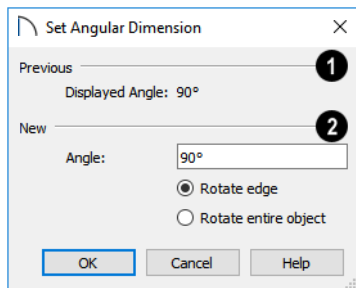 Set Angular Dimension
Previous 1
Displayed Angle: 90°
New 2
Angle: 90°
Rotate edge
Rotate entire object
OK Cancel Help